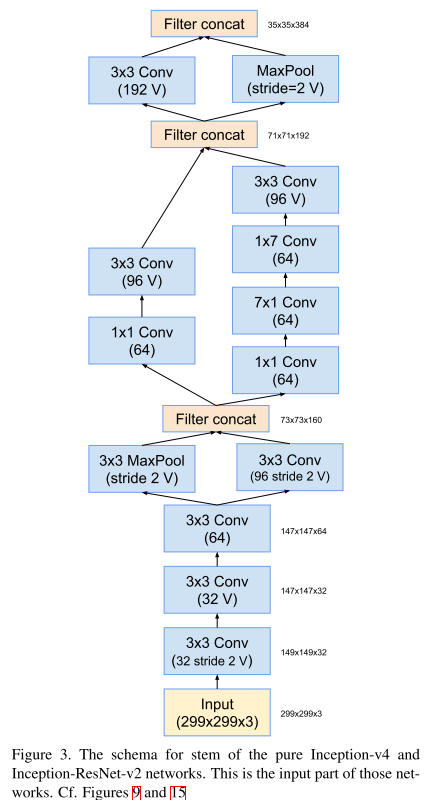 Filter concat
35x35x384
3x3 Conv
(192 V)
MaxPool
(stride=2 V)
Filter concat
71x71x192
3x3 Conv
(96 V)
1x7 Conv
(64)
3x3 Conv
(96 V)
7x1 Conv
(64)
1x1 Conv
(64)
1x1 Conv
(64)
Filter concat
73x73x160
3x3 MaxPool
(stride 2 V)
3x3 Conv
(96 stride 2 V)
3x3 Conv
(64)
147x147x64
3x3 Conv
(32 V)
147x147x32
3x3 Conv
(32 stride 2 V)
149x149x32
Input
(299x299x3)
299x299x3
Figure 3. The schema for stem of the pure Inception-v4 and
Inception-ResNet-v2 networks. This is the input part of those net-
works. Cf. Figures 9 and 15